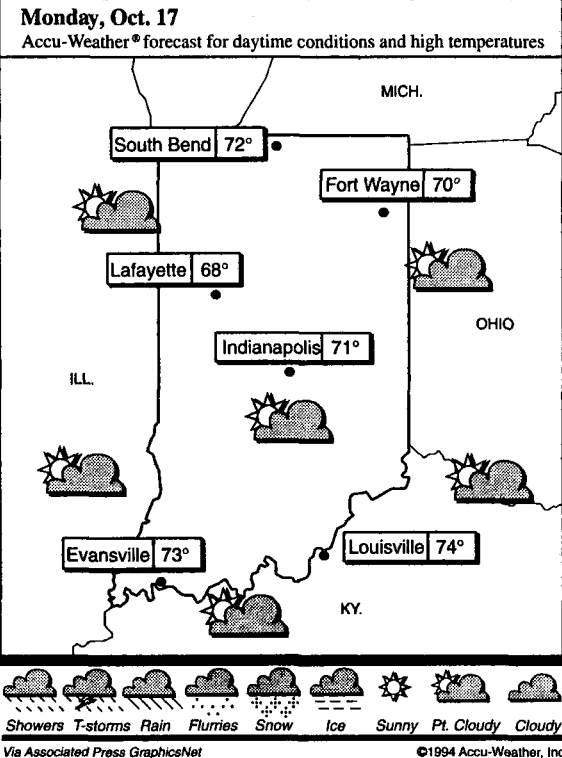 Monday, Oct. 17
Accu-Weather® forecast for daytime conditions and high temperatures
MICH.
South Bend 72°
Fort Wayne 70°
Lafayette 68°
OHIO
Indianapolis 71°
ILL.
Evansville 73°
Louisville 74°
KY.
Showers T-storms Rain Flurries Snow Ice Sunny Pt. Cloudy Cloudy
Via Associated Press GraphicsNet ©1994 Accu-Weather, Inc